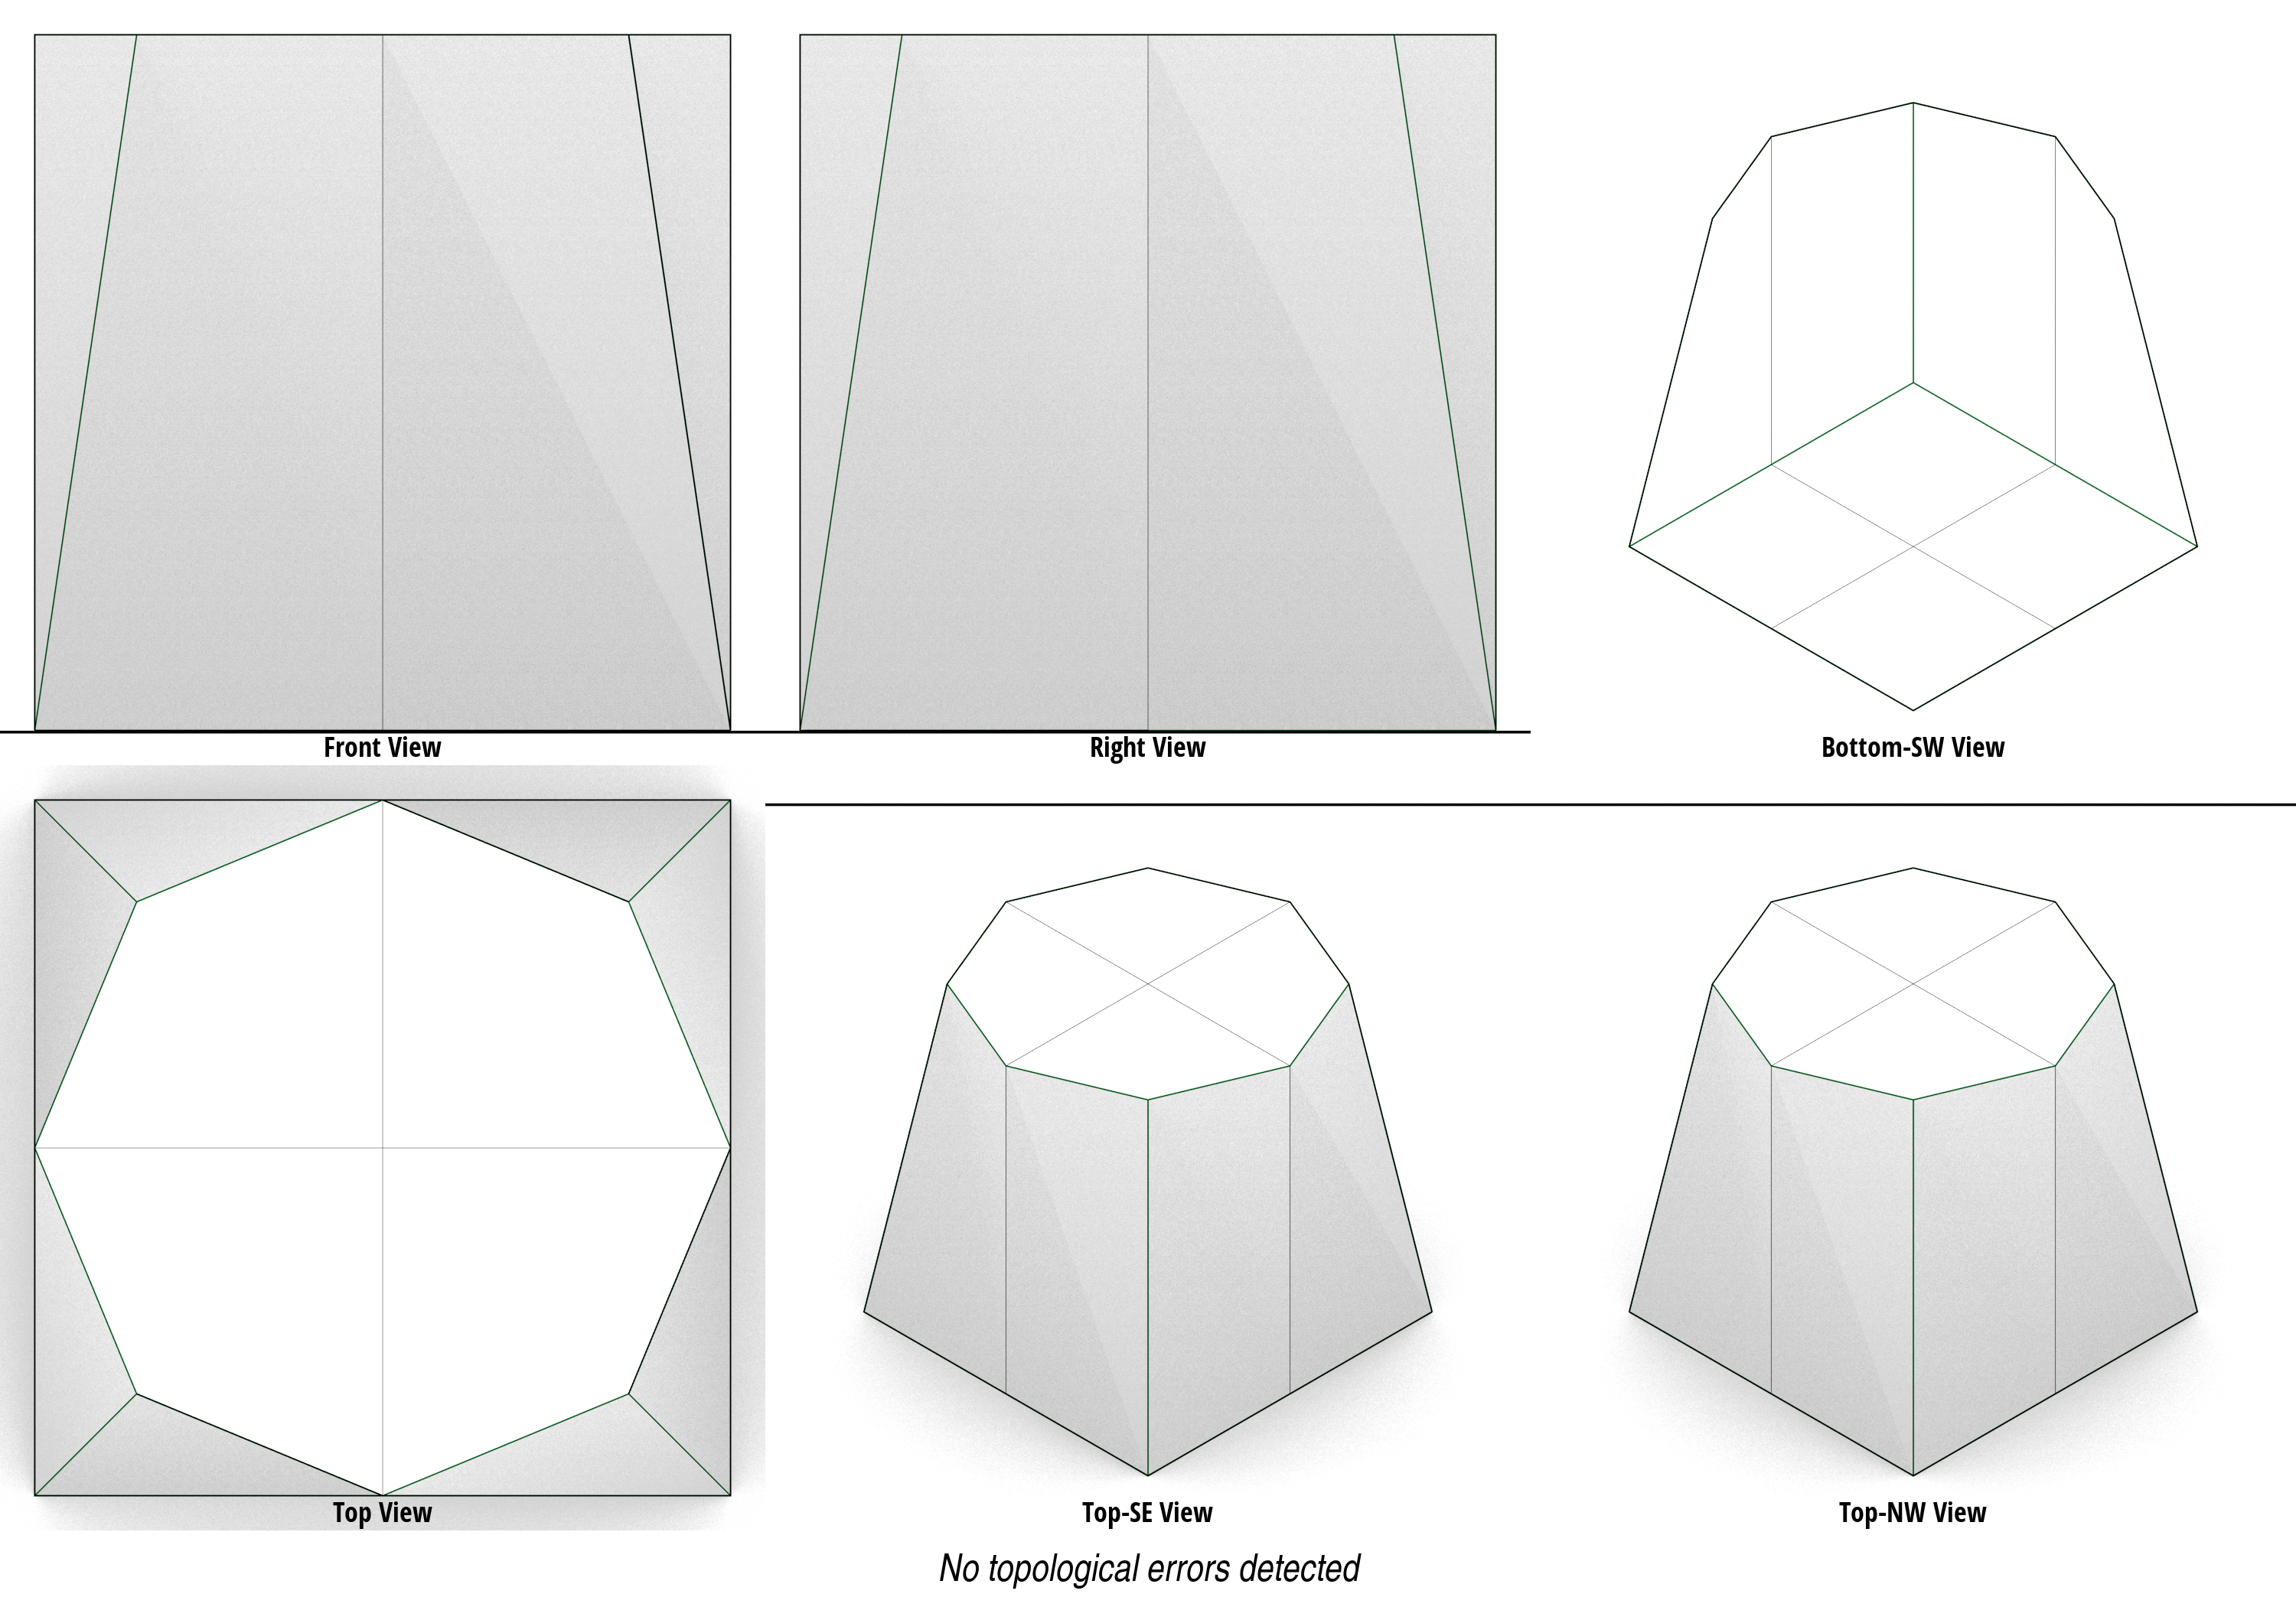 Front View
Right View
Bottom-SW View
Top View
Top-SE View
Top-NW View
No topological errors detected